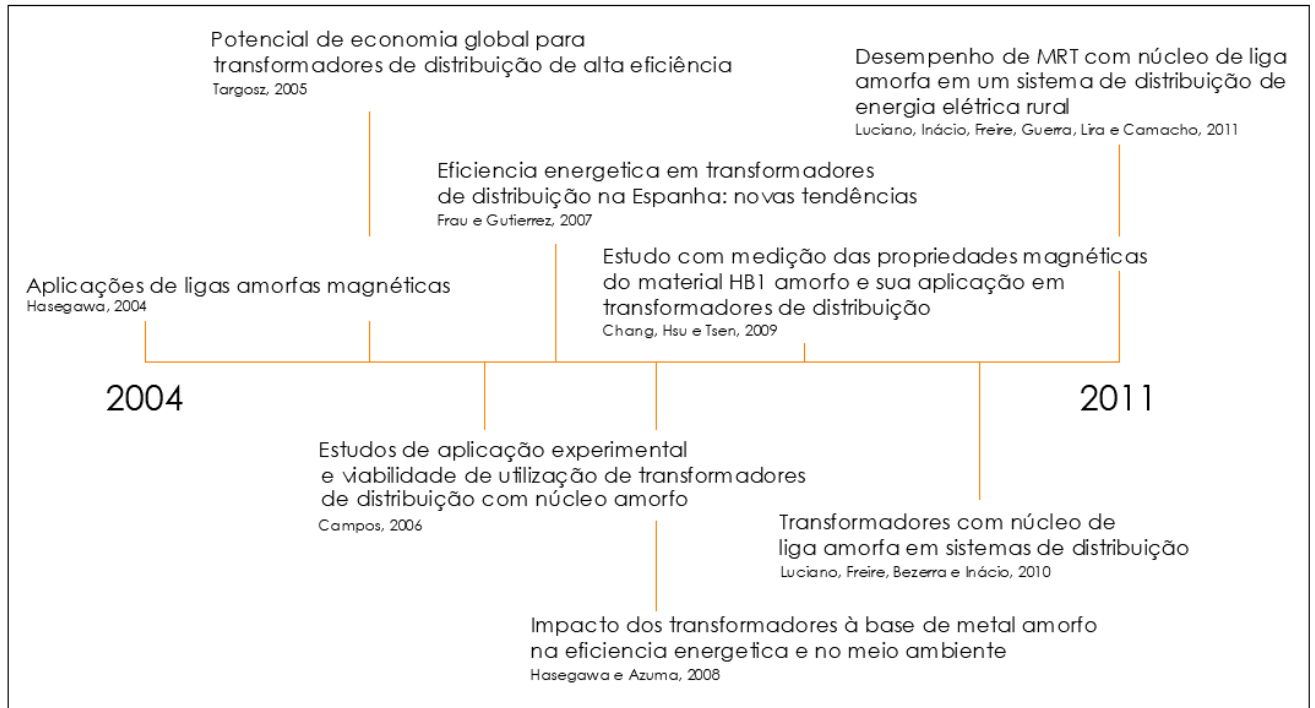 Potencial de economia global para
transformadores de distribuição de alta eficiência
Targosz, 2005
Desempenho de MRT com núcleo de liga
amorfa em um sistema de distribuição de
energia elétrica rural
Luciano, Inácio, Freire, Guerra, Lira e Camacho, 2011
Eficiencia energetica em transformadores
de distribuição na Espanha: novas tendências
Frau e Gutierrez, 2007
Estudo com medição das propriedades magnéticas
do material HB1 amorfo e sua aplicação em
transformadores de distribuição
Chang, Hsu e Tsen, 2009
Aplicações de ligas amorfas magnéticas
Hasegawa, 2004
2004
2011
Estudos de aplicação experimental
e viabilidade de utilização de transformadores
de distribuição com núcleo amorfo
Campos, 2006
Transformadores com núcleo de
liga amorfa em sistemas de distribuição
Luciano, Freire, Bezerra e Inácio, 2010
Impacto dos transformadores à base de metal amorfo
na eficiencia energetica e no meio ambiente
Hasegawa e Azuma, 2008